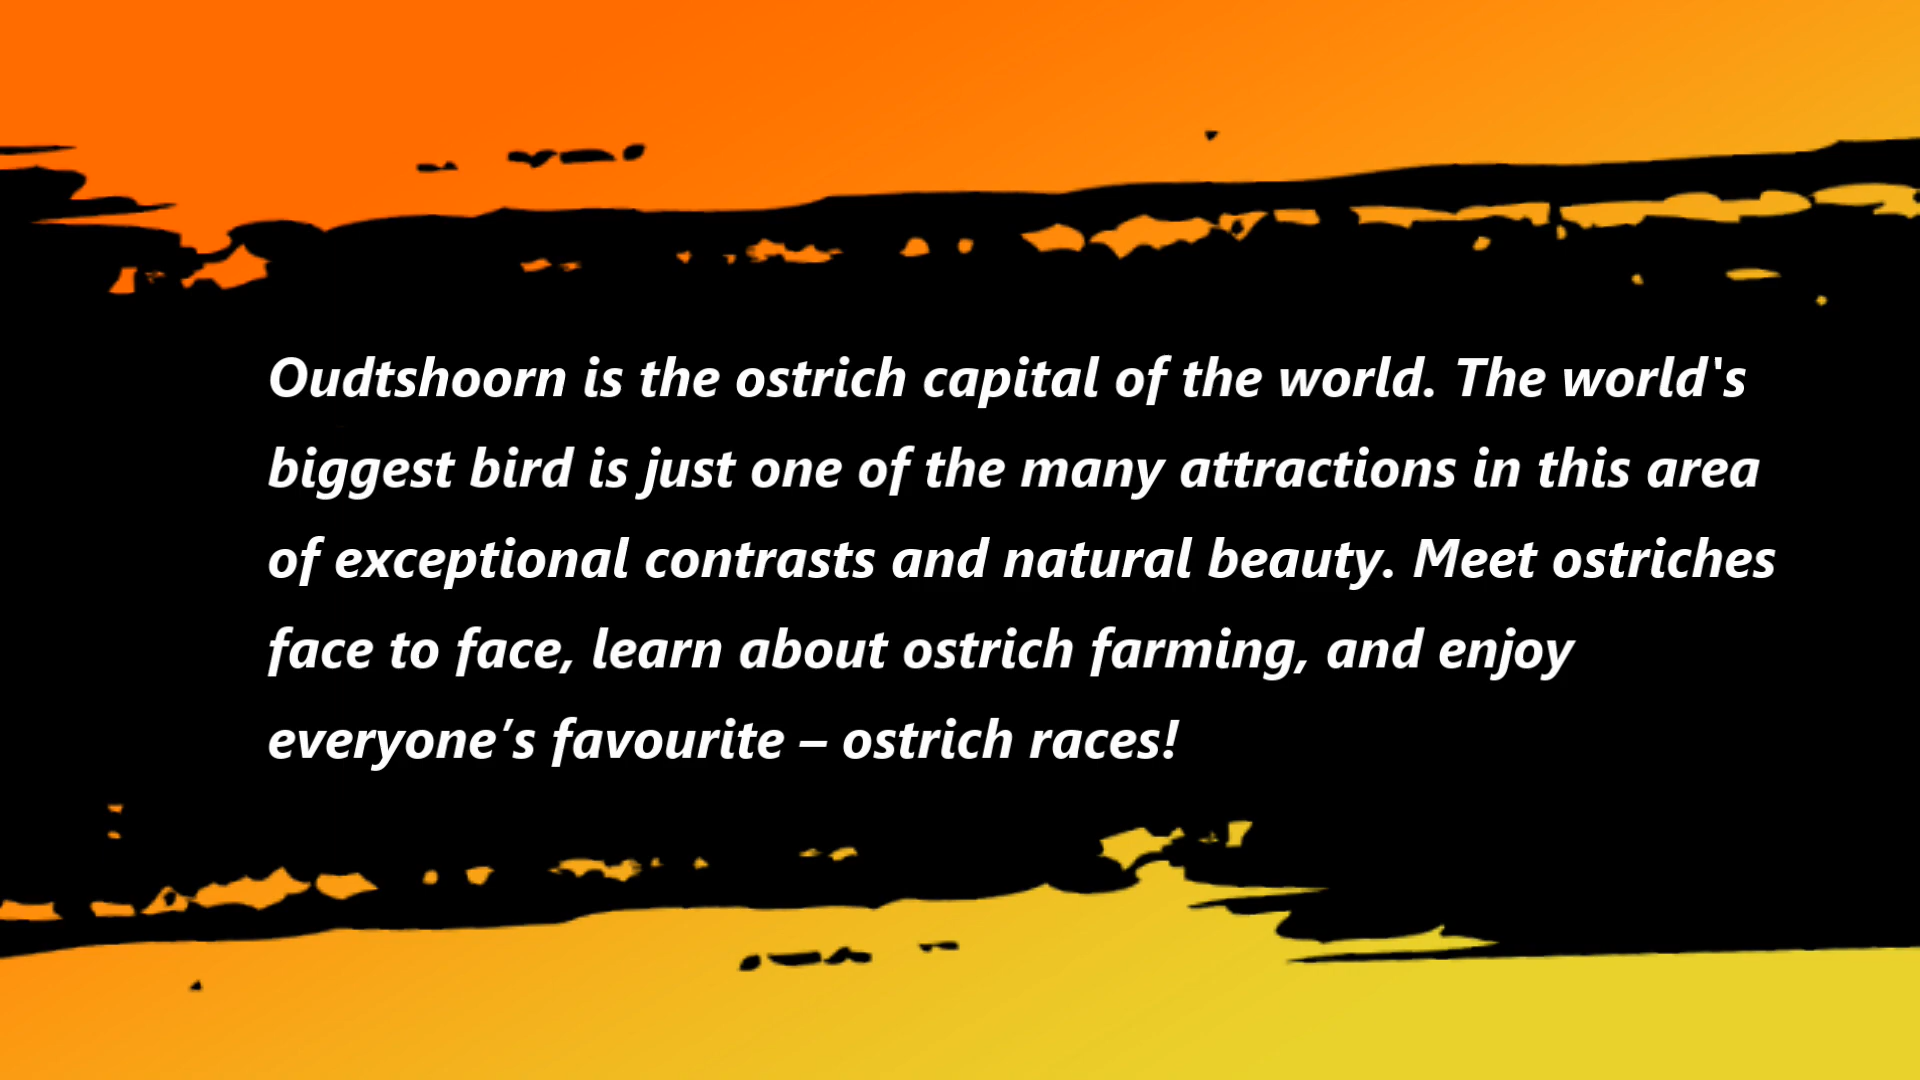 Oudtshoorn is the ostrich capital of the world. The world's
biggest bird is just one of the many attractions in this area
of exceptional contrasts and natural beauty. Meet ostriches
face to face, learn about ostrich farming, and enjoy
everyone’s favourite – ostrich races!